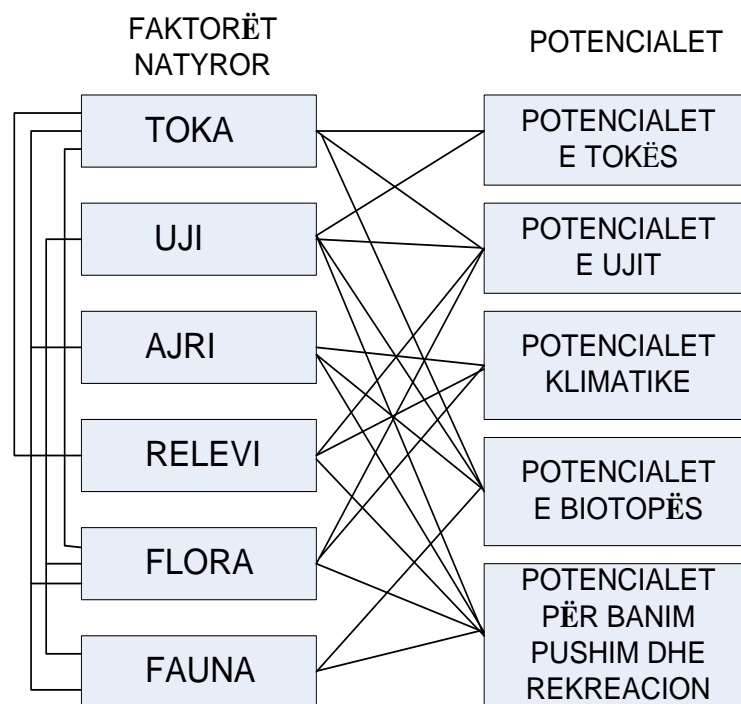 FAKTORËT
NATYROR
TOKA
UJI
AJRI
RELEVI
FLORA
FAUNA
POTENCIALET
POTENCIALET
E TOKËS
POTENCIALET
E UJIT
POTENCIALET
KLIMATIKE
POTENCIALET
E BIOTOPËS
POTENCIALET
PËR BANIM
PUSHIM DHE
REKREACION